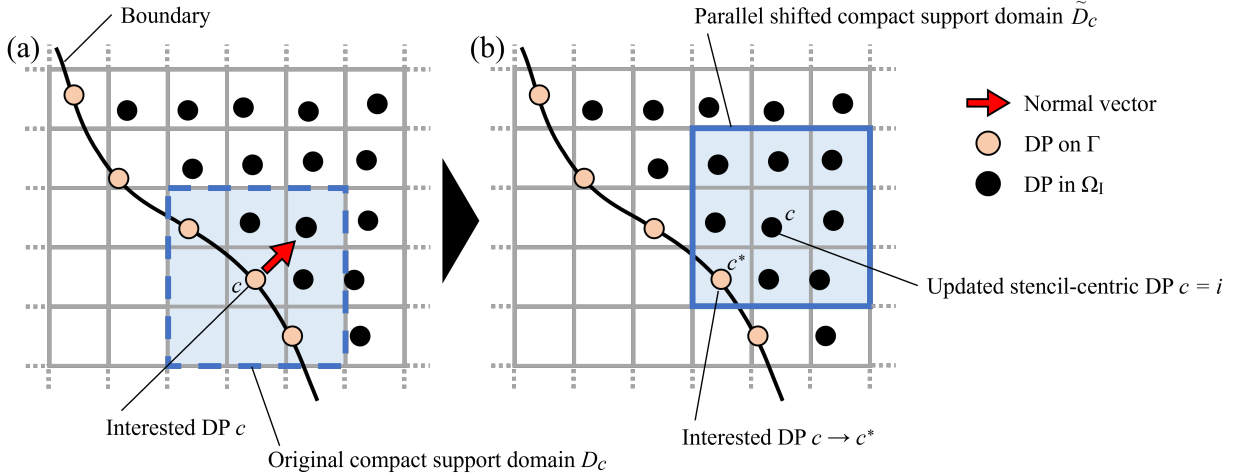 Boundary
Parallel shifted compact support domain D̃c
(a)
(b)
Normal vector
DP on Γ
DP in ΩI
c
c
c*
Updated stencil-centric DP c = i
Interested DP c
Interested DP c → c*
Original compact support domain Dc